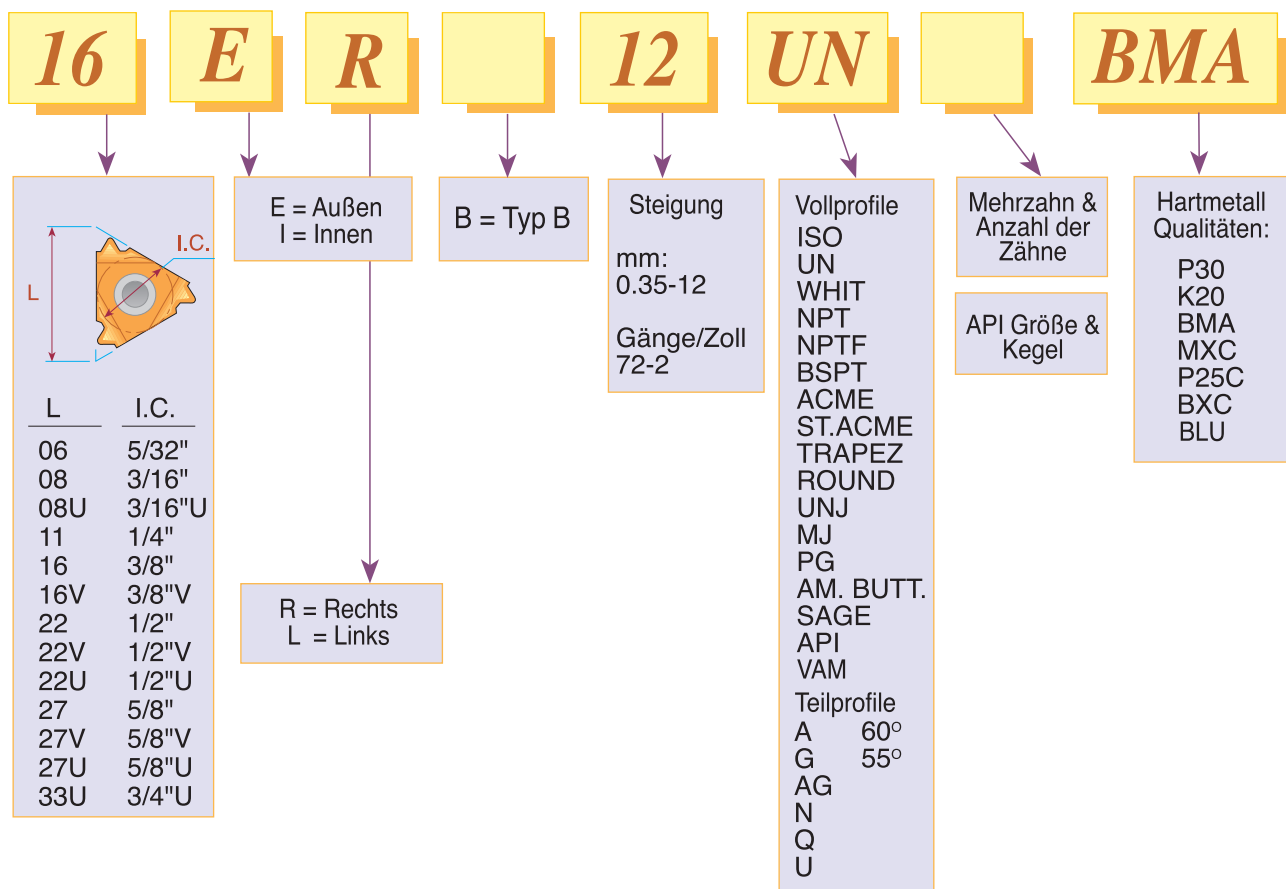 16 E R 12 UN BMA
I.C.
L
L I.C.
06 5/32"
08 3/16"
08U 3/16"U
11 1/4"
16 3/8"
16V 3/8"V
22 1/2"
22V 1/2"V
22U 1/2"U
27 5/8"
27V 5/8"V
27U 5/8"U
33U 3/4"U
E = Außen
I = Innen
R = Rechts
L = Links
B = Typ B
Steigung
mm:
0.35-12
Gänge/Zoll
72-2
Vollprofile
ISO
UN
WHIT
NPT
NPTF
BSPT
ACME
ST.ACME
TRAPEZ
ROUND
UNJ
MJ
PG
AM. BUTT.
SAGE
API
VAM
Teilprofile
A 60°
G 55°
AG
N
Q
U
Mehrzahn &
Anzahl der
Zähne
API Größe &
Kegel
Hartmetall
Qualitäten:
P30
K20
BMA
MXC
P25C
BXC
BLU